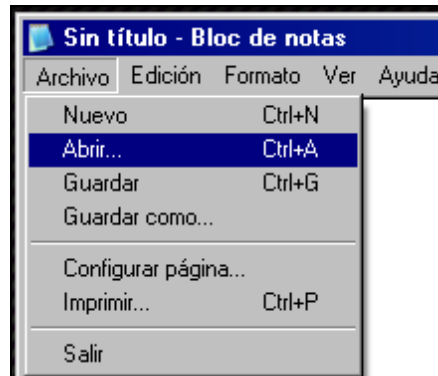 Sin título - Bloc de notas
Archivo Edición Formato Ver Ayuda
Nuevo Ctrl+N
Abrir... Ctrl+A
Guardar Ctrl+G
Guardar como...
Configurar página...
Imprimir... Ctrl+P
Salir